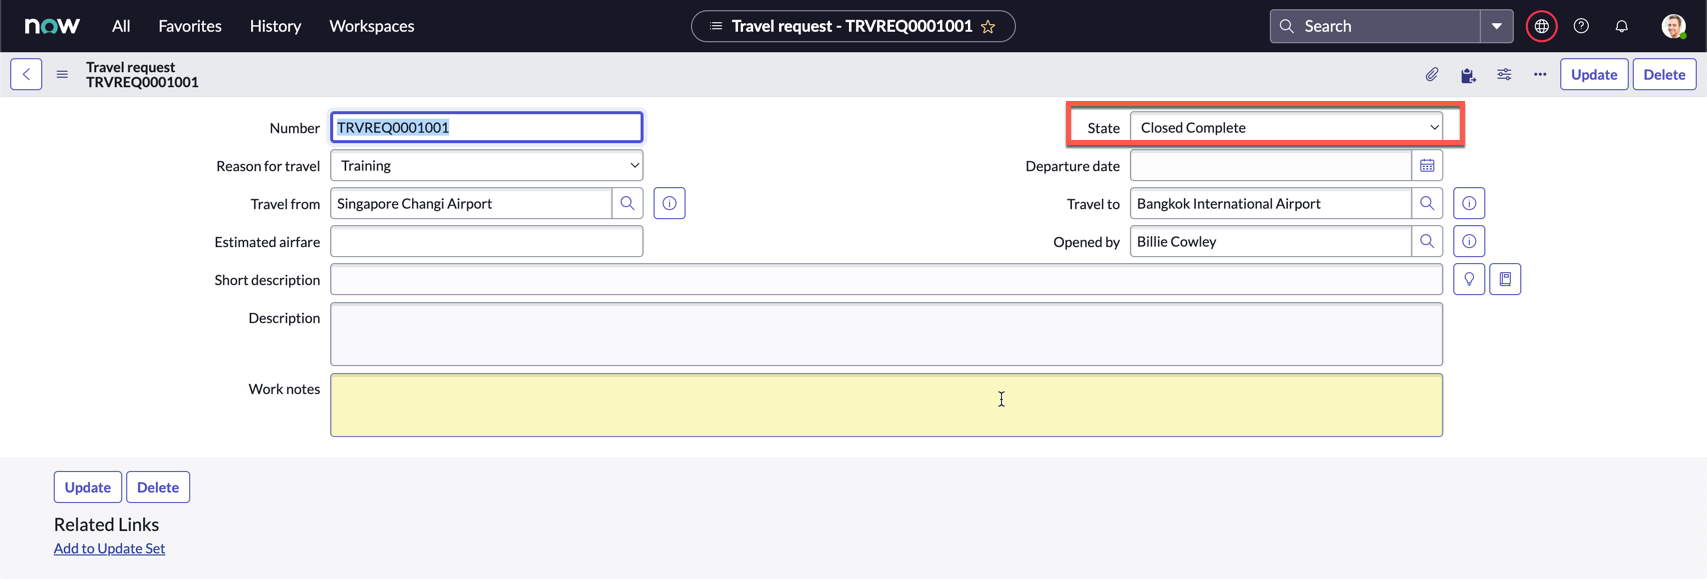 now All Favorites History Workspaces Travel request - TRVREQ0001001 Search
Travel request
TRVREQ0001001
Update Delete
Number TRVREQ0001001 State Closed Complete
Reason for travel Training Departure date
Travel from Singapore Changi Airport Travel to Bangkok International Airport
Estimated airfare Opened by Billie Cowley
Short description
Description
Work notes
Update Delete
Related Links
Add to Update Set